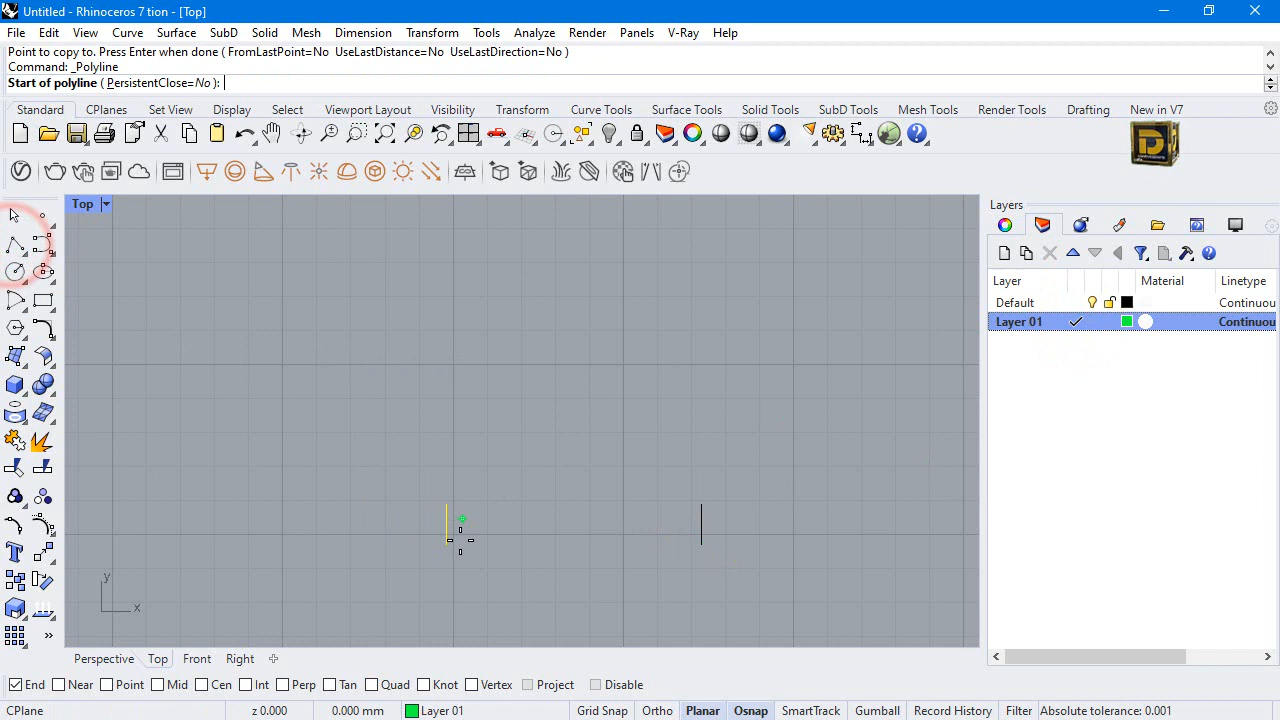 Untitled - Rhinoceros 7 tion - [Top]
File Edit View Curve Surface SubD Solid Mesh Dimension Transform Tools Analyze Render Panels V-Ray Help
Point to copy to. Press Enter when done ( FromLastPoint=No UseLastDistance=No UseLastDirection=No )
Command: _Polyline
Start of polyline ( PersistentClose=No ):
Standard CPlanes Set View Display Select Viewport Layout Visibility Transform Curve Tools Surface Tools Solid Tools SubD Tools Mesh Tools Render Tools Drafting New in V7
Top
Layers
Layer Material Linetype
Default Continuou
Layer 01 Continuou
y
x
Perspective Top Front Right
End Near Point Mid Cen Int Perp Tan Quad Knot Vertex Project Disable
CPlane z 0.000 0.000 mm Layer 01 Grid Snap Ortho Planar Osnap SmartTrack Gumball Record History Filter Absolute tolerance: 0.001